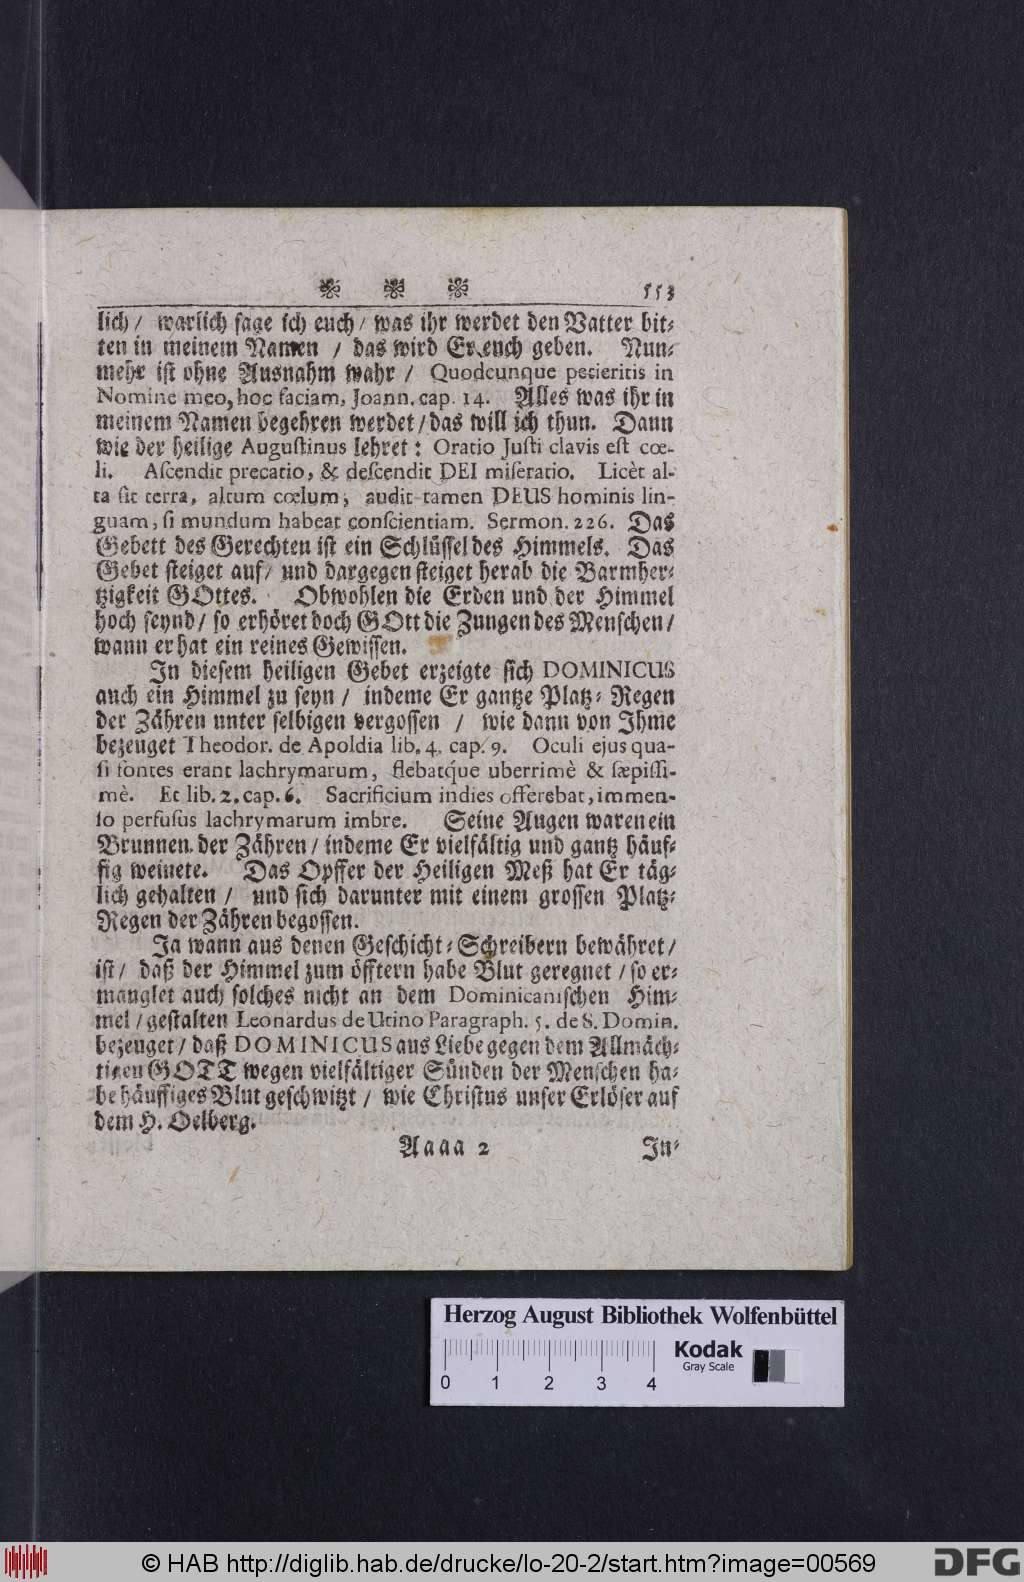 553
lich / warlich sage ich euch / was ihr werdet den Vatter bit-
ten in meinem Namen / das wird Er euch geben. Nun-
mehr ist ohne Ausnahm wahr / Quodcunque petieritis in
Nomine meo, hoc faciam, Joann. cap. 14. Alles was ihr in
meinem Namen begehren werdet / das will ich thun. Dann
wie der heilige Augustinus lehret: Oratio Justi clavis est cœ-
li. Ascendit precatio, & descendit DEI miseratio. Licèt al-
ta sit terra, altum cœlum, audit tamen DEUS hominis lin-
guam, si mundum habeat conscientiam. Sermon. 226. Das
Gebett des Gerechten ist ein Schlüssel des Himmels. Das
Gebet steiget auf / und dargegen steiget herab die Barmher-
tzigkeit GOttes. Obwohlen die Erden und der Himmel
hoch seynd / so erhöret doch GOtt die Zungen des Menschen /
wann er hat ein reines Gewissen.
In diesem heiligen Gebet erzeigte sich DOMINICUS
auch ein Himmel zu seyn / indeme Er gantze Platz-Regen
der Zähren unter selbigen vergossen / wie dann von Ihme
bezeuget Theodor. de Apoldia lib. 4. cap. 9. Oculi ejus qua-
si fontes erant lachrymarum, flebatque uberrimè & sæpissi-
mè. Et lib. 2. cap. 6. Sacrificium indies offerebat, immen-
so perfusus lachrymarum imbre. Seine Augen waren ein
Brunnen der Zähren / indeme Er vielfältig und gantz häuf-
fig weinete. Das Opffer der Heiligen Meß hat Er täg-
lich gehalten / und sich darunter mit einem grossen Platz-
Regen der Zähren begossen.
Ja wann aus denen Geschicht-Schreibern bewähret /
ist / daß der Himmel zum öfftern habe Blut geregnet / so er-
manglet auch solches nicht an dem Dominicanischen Him-
mel / gestalten Leonardus de Utino Paragraph. 5. de S. Domin.
bezeuget / daß DOMINICUS aus Liebe gegen dem Allmäch-
tigen GOTT wegen vielfältiger Sünden der Menschen ha-
be häuffiges Blut geschwitzt / wie Christus unser Erlöser auf
dem H. Oelberg.
Aaaa 2 In-
Herzog August Bibliothek Wolfenbüttel
Kodak
Gray Scale
0 1 2 3 4
© HAB http://diglib.hab.de/drucke/lo-20-2/start.htm?image=00569
DFG